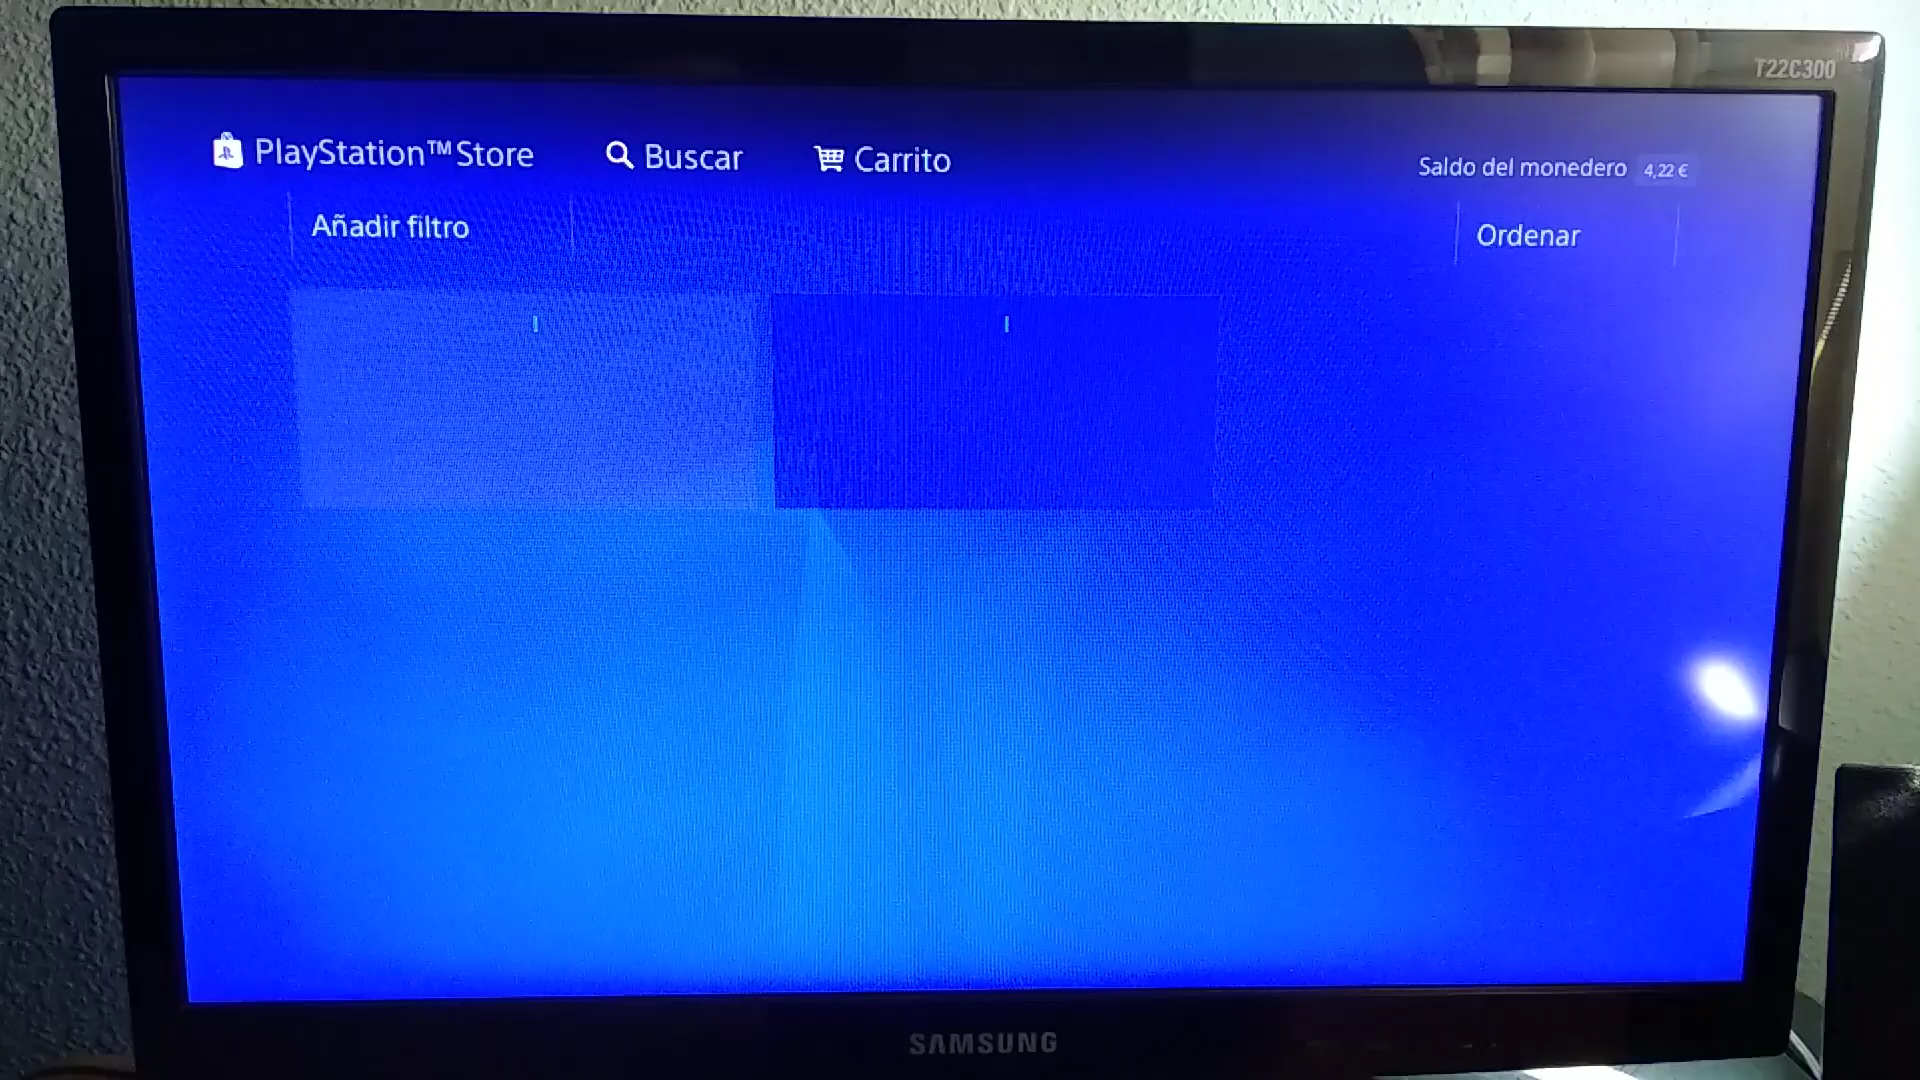 T22C300
PlayStation™Store Buscar Carrito Saldo del monedero 4,22 €
Añadir filtro Ordenar
SAMSUNG